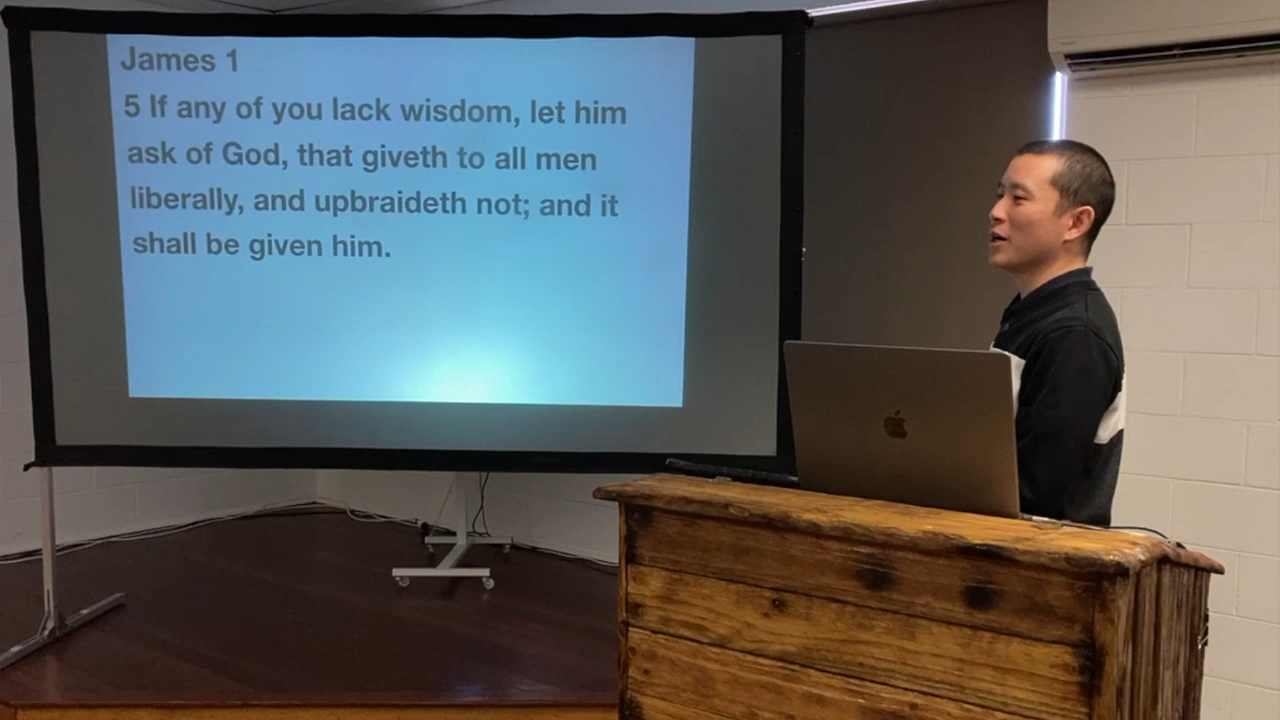 James 1
5 If any of you lack wisdom, let him
ask of God, that giveth to all men
liberally, and upbraideth not; and it
shall be given him.